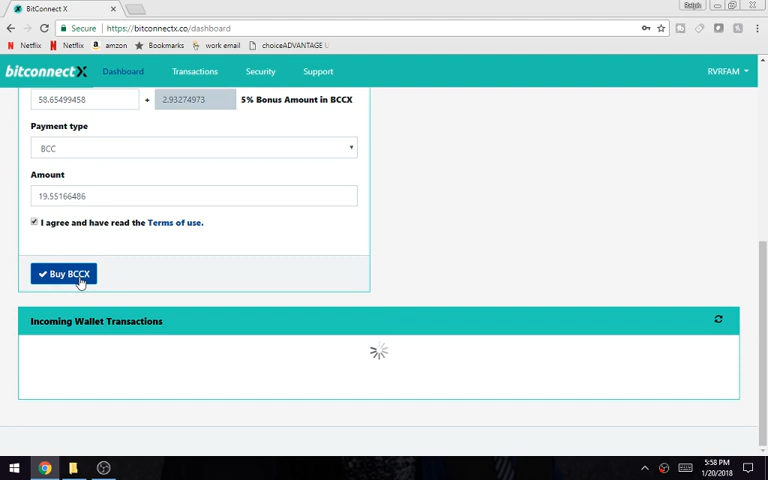 BitConnect X
Ralph
Secure | https://bitconnectx.co/dashboard
Netflix Netflix amzon Bookmarks work email choiceADVANTAGE
bitconnectX Dashboard Transactions Security Support RVRFAM
58.65499458 + 2.93274973 5% Bonus Amount in BCCX
Payment type
BCC
Amount
19.55166486
I agree and have read the Terms of use.
Buy BCCX
Incoming Wallet Transactions
5:58 PM
1/20/2018